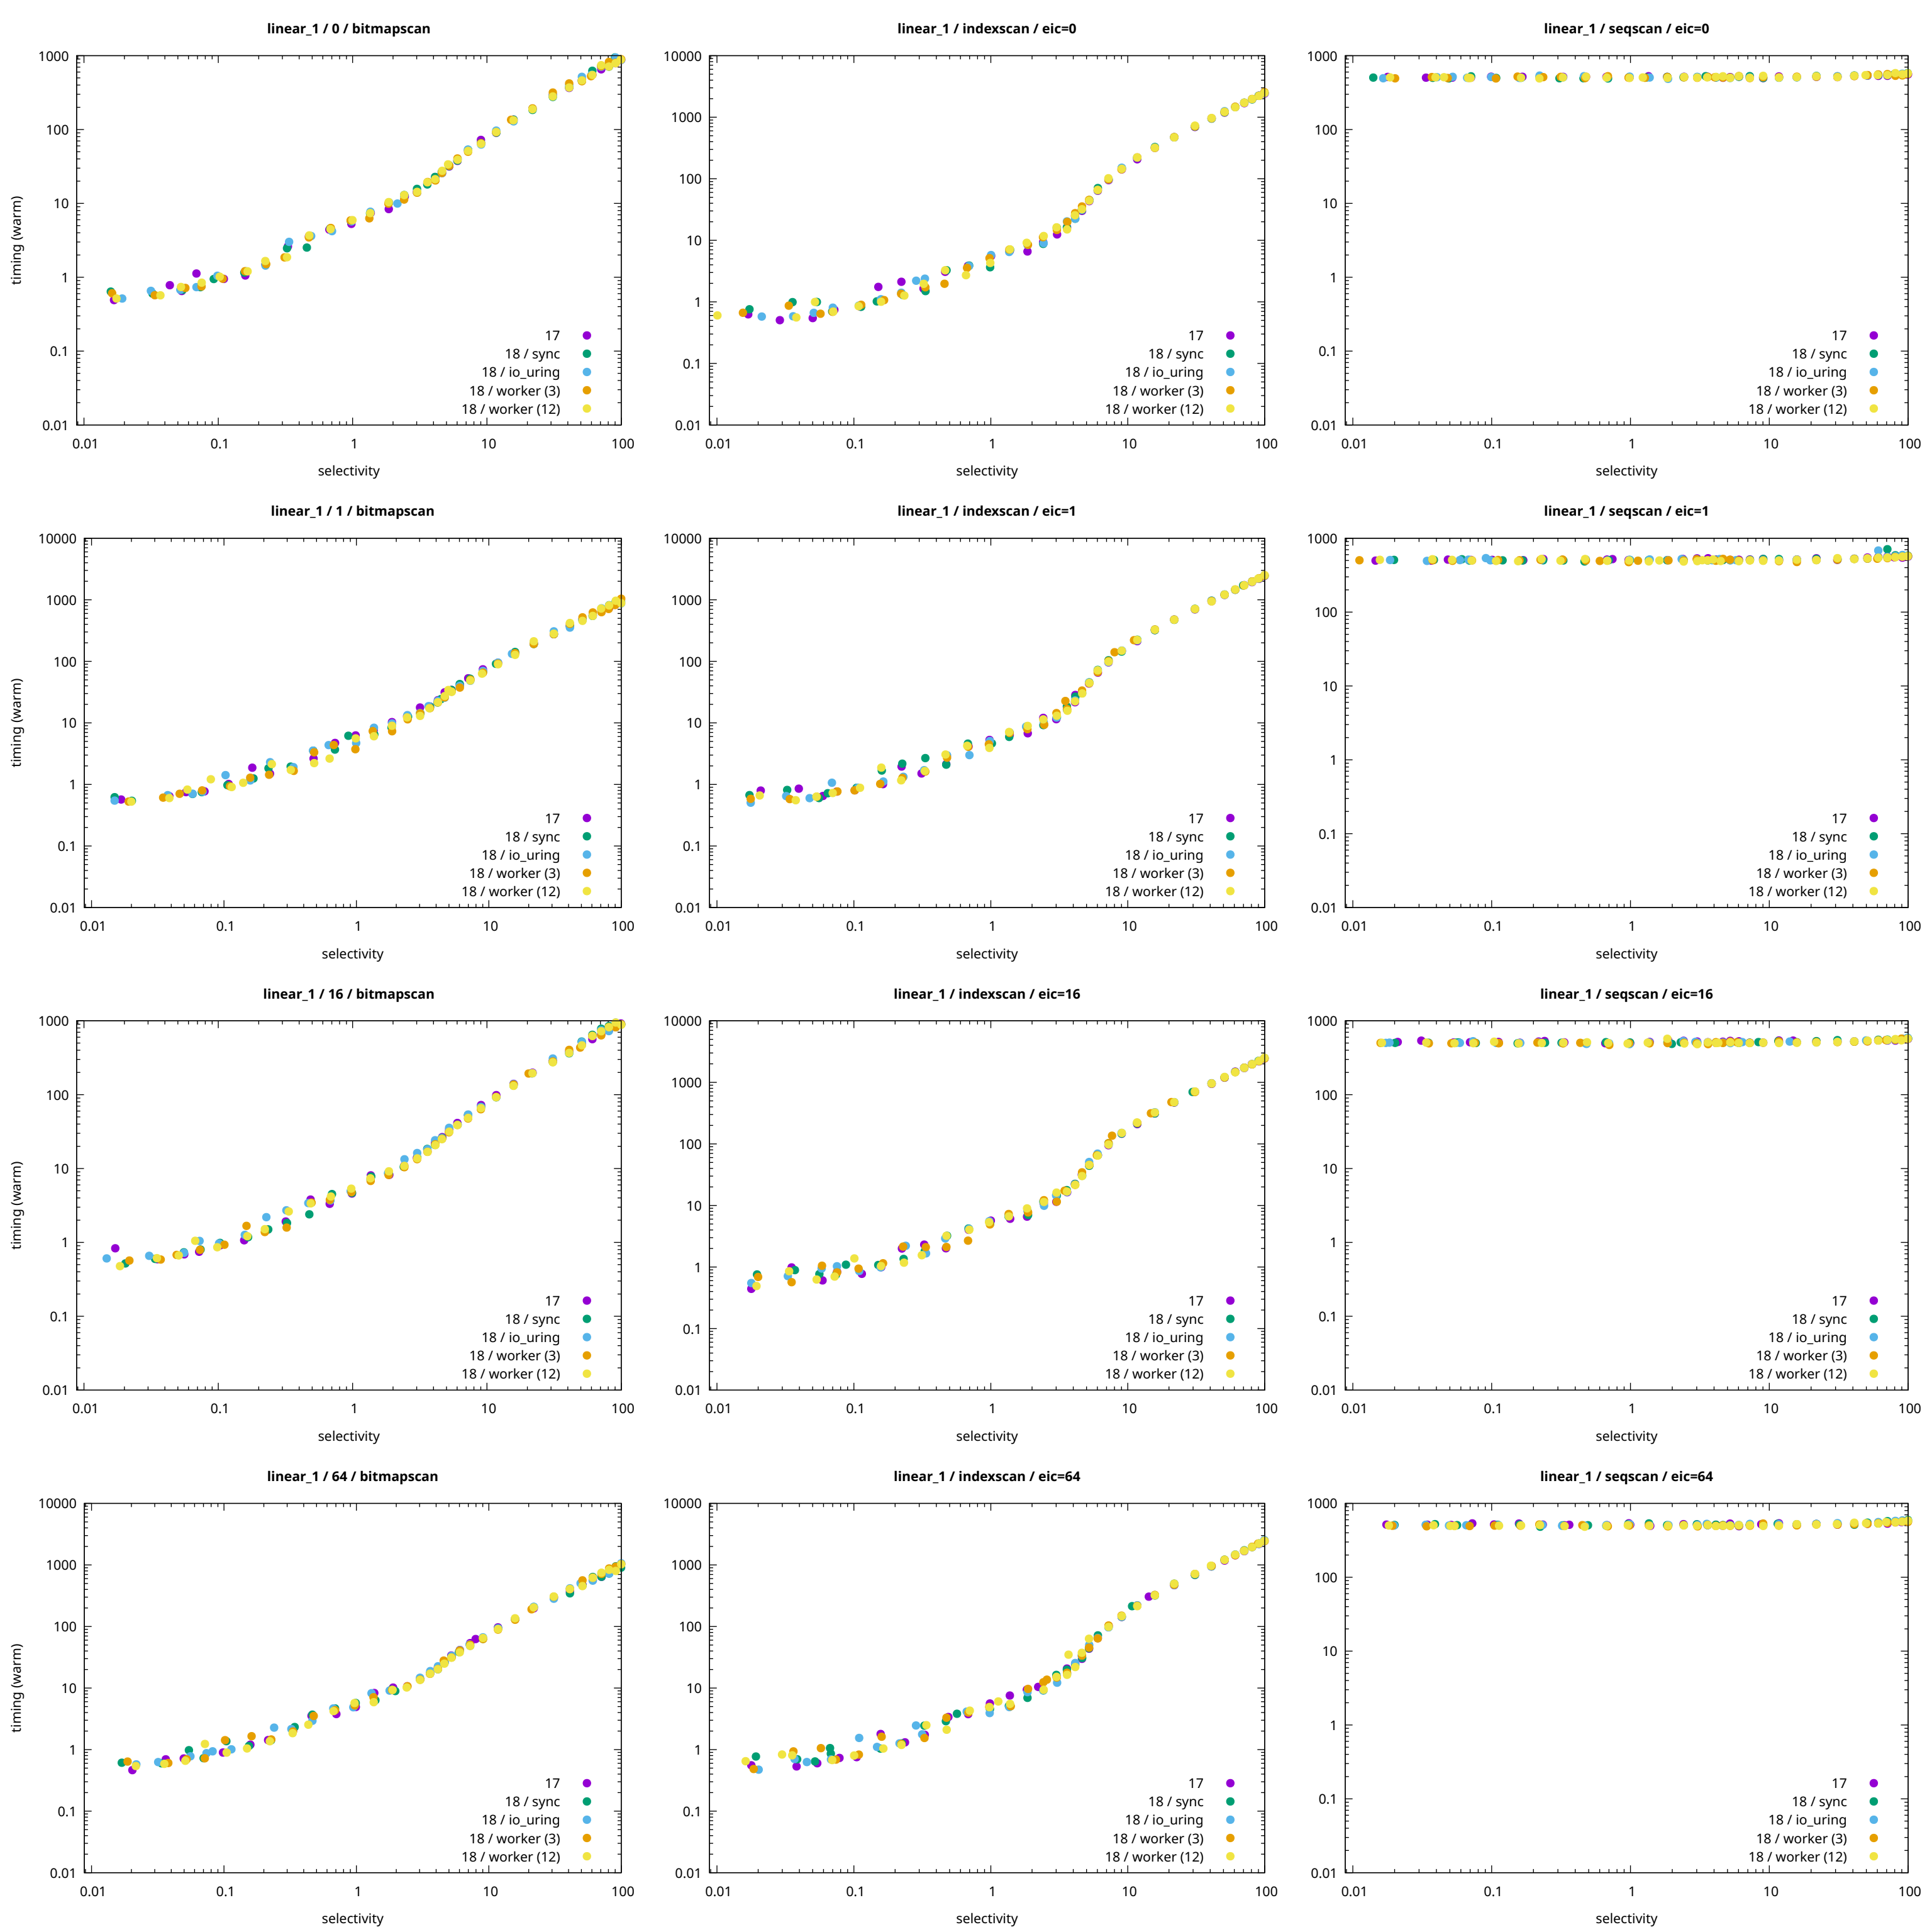 linear_1 / 0 / bitmapscan
timing (warm)
1000
100
10
1
0.1
0.01
17
18 / sync
18 / io_uring
18 / worker (3)
18 / worker (12)
0.01 0.1 1 10 100
selectivity
linear_1 / indexscan / eic=0
10000
1000
100
10
1
0.1
0.01
17
18 / sync
18 / io_uring
18 / worker (3)
18 / worker (12)
0.01 0.1 1 10 100
selectivity
linear_1 / seqscan / eic=0
1000
100
10
1
0.1
0.01
17
18 / sync
18 / io_uring
18 / worker (3)
18 / worker (12)
0.01 0.1 1 10 100
selectivity
linear_1 / 1 / bitmapscan
timing (warm)
10000
1000
100
10
1
0.1
0.01
17
18 / sync
18 / io_uring
18 / worker (3)
18 / worker (12)
0.01 0.1 1 10 100
selectivity
linear_1 / indexscan / eic=1
10000
1000
100
10
1
0.1
0.01
17
18 / sync
18 / io_uring
18 / worker (3)
18 / worker (12)
0.01 0.1 1 10 100
selectivity
linear_1 / seqscan / eic=1
1000
100
10
1
0.1
0.01
17
18 / sync
18 / io_uring
18 / worker (3)
18 / worker (12)
0.01 0.1 1 10 100
selectivity
linear_1 / 16 / bitmapscan
timing (warm)
1000
100
10
1
0.1
0.01
17
18 / sync
18 / io_uring
18 / worker (3)
18 / worker (12)
0.01 0.1 1 10 100
selectivity
linear_1 / indexscan / eic=16
10000
1000
100
10
1
0.1
0.01
17
18 / sync
18 / io_uring
18 / worker (3)
18 / worker (12)
0.01 0.1 1 10 100
selectivity
linear_1 / seqscan / eic=16
1000
100
10
1
0.1
0.01
17
18 / sync
18 / io_uring
18 / worker (3)
18 / worker (12)
0.01 0.1 1 10 100
selectivity
linear_1 / 64 / bitmapscan
timing (warm)
10000
1000
100
10
1
0.1
0.01
17
18 / sync
18 / io_uring
18 / worker (3)
18 / worker (12)
0.01 0.1 1 10 100
selectivity
linear_1 / indexscan / eic=64
10000
1000
100
10
1
0.1
0.01
17
18 / sync
18 / io_uring
18 / worker (3)
18 / worker (12)
0.01 0.1 1 10 100
selectivity
linear_1 / seqscan / eic=64
1000
100
10
1
0.1
0.01
17
18 / sync
18 / io_uring
18 / worker (3)
18 / worker (12)
0.01 0.1 1 10 100
selectivity